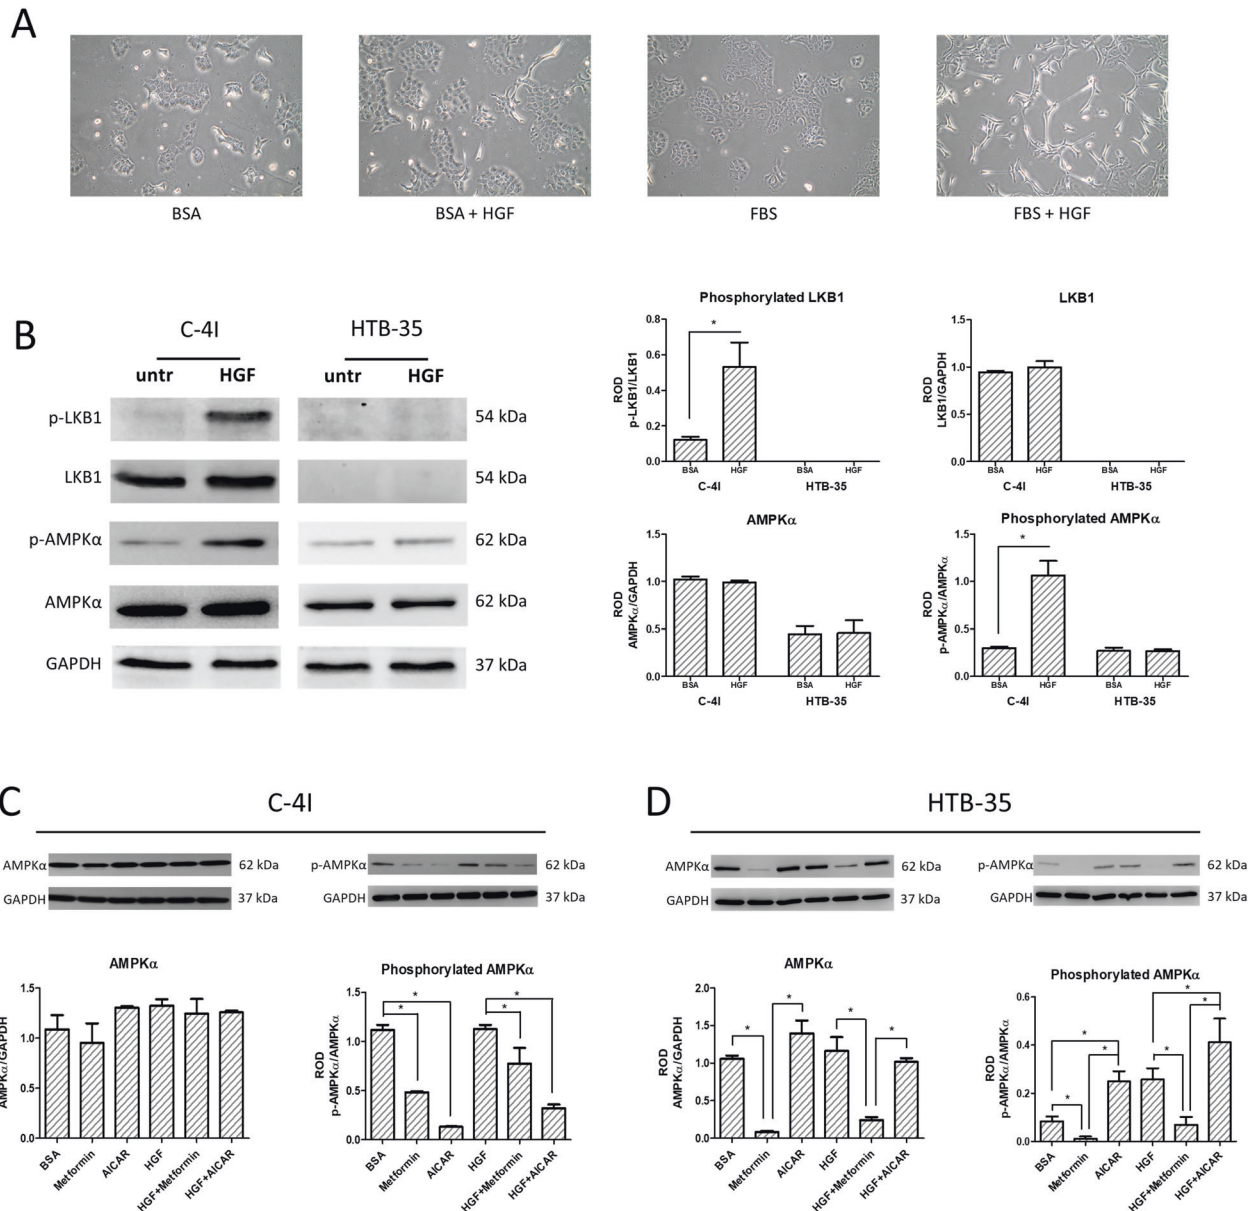 A
BSA
BSA + HGF
FBS
FBS + HGF
B
C-4I
HTB-35
untr
HGF
untr
HGF
p-LKB1
54 kDa
LKB1
54 kDa
p-AMPKα
62 kDa
AMPKα
62 kDa
GAPDH
37 kDa
Phosphorylated LKB1
ROD
p-LKB1/LKB1
0.8
0.6
0.4
0.2
0.0
*
BSA
HGF
BSA
HGF
C-4I
HTB-35
LKB1
ROD
LKB1/GAPDH
1.5
1.0
0.5
0.0
BSA
HGF
BSA
HGF
C-4I
HTB-35
AMPKα
ROD
AMPKα/GAPDH
1.5
1.0
0.5
0.0
BSA
HGF
BSA
HGF
C-4I
HTB-35
Phosphorylated AMPKα
ROD
p-AMPKα/AMPKα
1.5
1.0
0.5
0.0
*
BSA
HGF
BSA
HGF
C-4I
HTB-35
C
C-4I
AMPKα
62 kDa
GAPDH
37 kDa
p-AMPKα
62 kDa
GAPDH
37 kDa
AMPKα
AMPKα/GAPDH
1.5
1.0
0.5
0.0
BSA
Metformin
AICAR
HGF
HGF+Metformin
HGF+AICAR
Phosphorylated AMPKα
ROD
p-AMPKα/AMPKα
1.5
1.0
0.5
0.0
*
*
*
*
BSA
Metformin
AICAR
HGF
HGF+Metformin
HGF+AICAR
D
HTB-35
AMPKα
62 kDa
GAPDH
37 kDa
p-AMPKα
62 kDa
GAPDH
37 kDa
AMPKα
ROD
AMPKα/GAPDH
2.0
1.5
1.0
0.5
0.0
*
*
*
*
BSA
Metformin
AICAR
HGF
HGF+Metformin
HGF+AICAR
Phosphorylated AMPKα
ROD
p-AMPKα/AMPKα
0.6
0.4
0.2
0.0
*
*
*
*
*
*
BSA
Metformin
AICAR
HGF
HGF+Metformin
HGF+AICAR